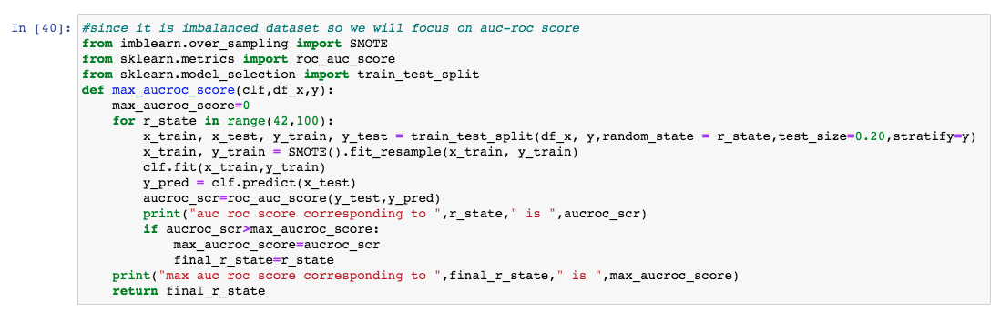 In [40]: #since it is imbalanced dataset so we will focus on auc-roc score
from imblearn.over_sampling import SMOTE
from sklearn.metrics import roc_auc_score
from sklearn.model_selection import train_test_split
def max_aucroc_score(clf,df_x,y):
    max_aucroc_score=0
    for r_state in range(42,100):
        x_train, x_test, y_train, y_test = train_test_split(df_x, y,random_state = r_state,test_size=0.20,stratify=y)
        x_train, y_train = SMOTE().fit_resample(x_train, y_train)
        clf.fit(x_train,y_train)
        y_pred = clf.predict(x_test)
        aucroc_scr=roc_auc_score(y_test,y_pred)
        print("auc roc score corresponding to ",r_state," is ",aucroc_scr)
        if aucroc_scr>max_aucroc_score:
            max_aucroc_score=aucroc_scr
            final_r_state=r_state
    print("max auc roc score corresponding to ",final_r_state," is ",max_aucroc_score)
    return final_r_state